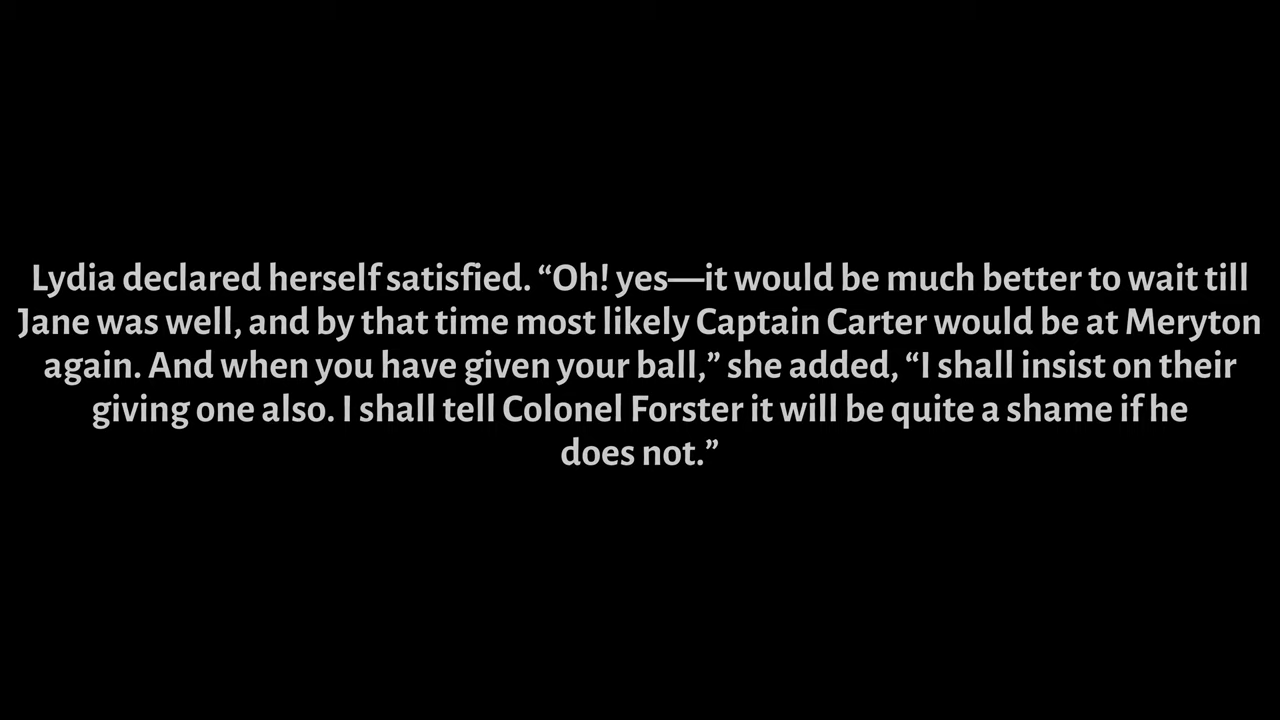 Lydia declared herself satisfied. “Oh! yes—it would be much better to wait till
Jane was well, and by that time most likely Captain Carter would be at Meryton
again. And when you have given your ball,” she added, “I shall insist on their
giving one also. I shall tell Colonel Forster it will be quite a shame if he
does not.”